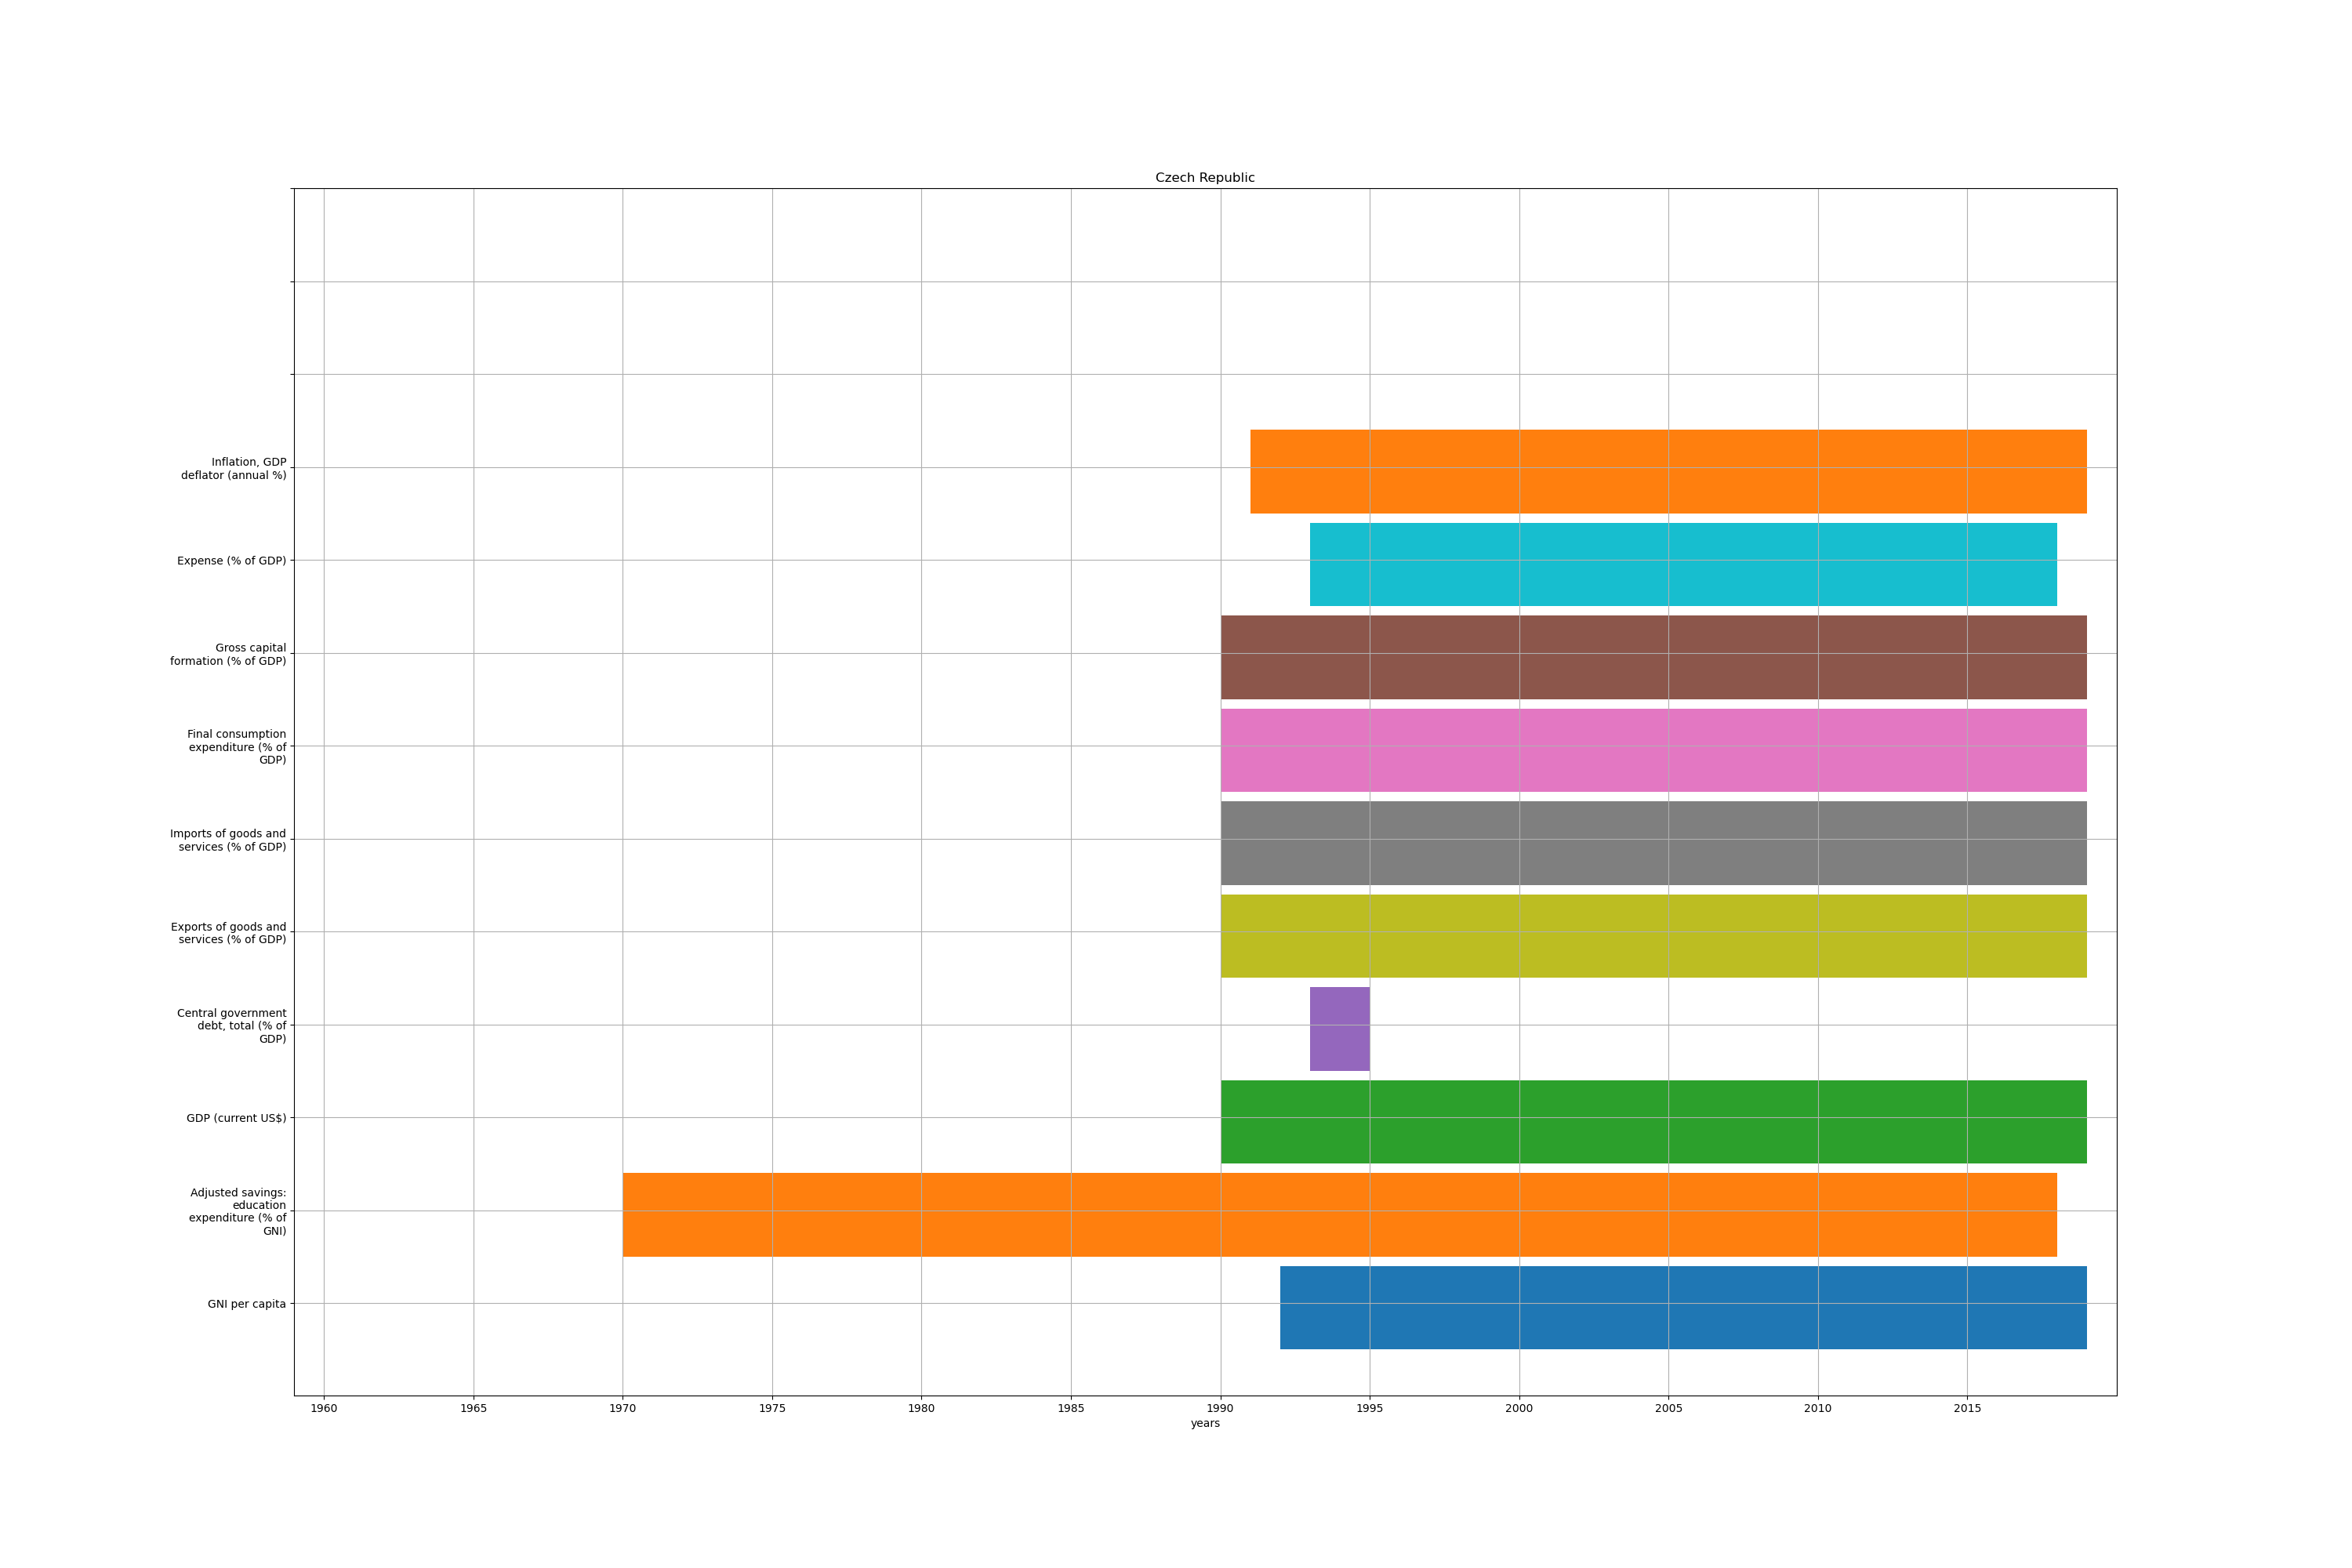 Czech Republic
Inflation, GDP
deflator (annual %)
Expense (% of GDP)
Gross capital
formation (% of GDP)
Final consumption
expenditure (% of
GDP)
Imports of goods and
services (% of GDP)
Exports of goods and
services (% of GDP)
Central government
debt, total (% of
GDP)
GDP (current US$)
Adjusted savings:
education
expenditure (% of
GNI)
GNI per capita
1960 1965 1970 1975 1980 1985 1990 1995 2000 2005 2010 2015
years